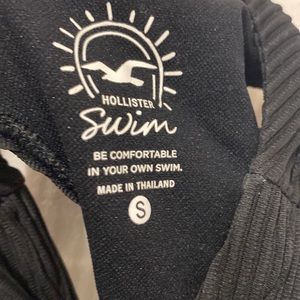 HOLLISTER
Swim
BE COMFORTABLE
IN YOUR OWN SWIM.
MADE IN THAILAND
S